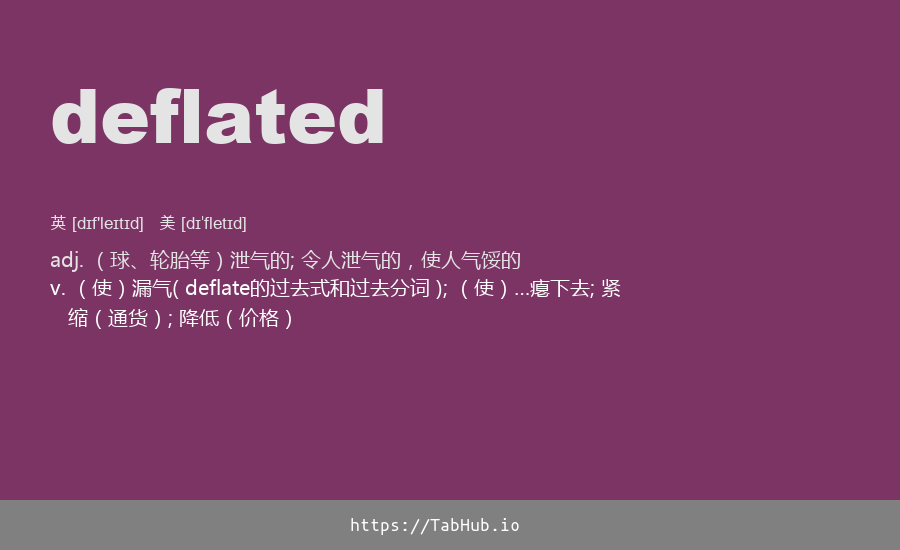 deflated
英 [dɪf'leɪtɪd] 美 [dɪ'fletɪd]
adj. （球、轮胎等）泄气的; 令人泄气的，使人气馁的
v. （使）漏气( deflate的过去式和过去分词 ); （使）…瘪下去; 紧
缩（通货）; 降低（价格）
https://TabHub.io